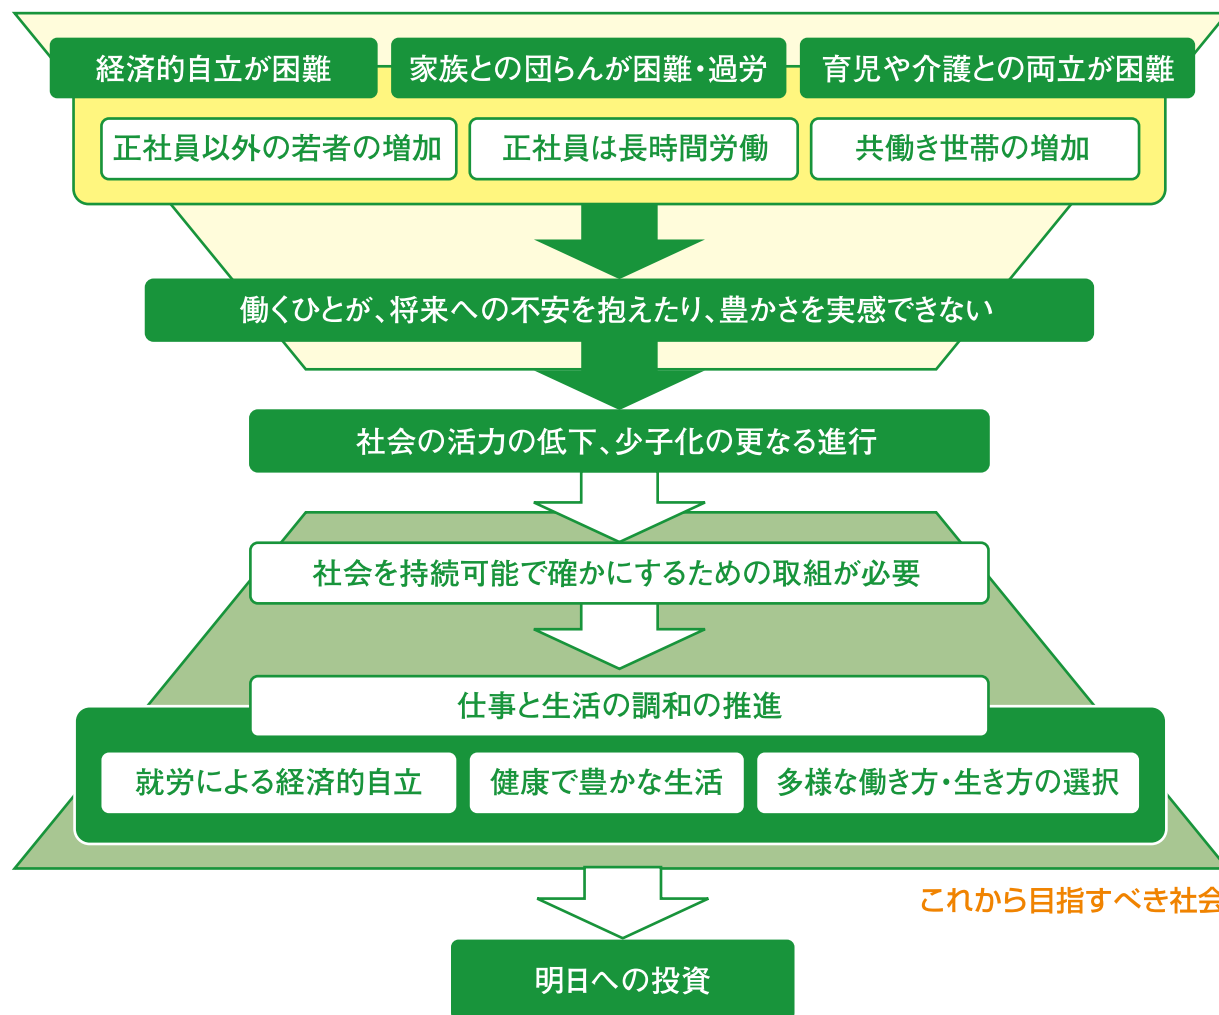 経済的自立が困難
家族との団らんが困難・過労
育児や介護との両立が困難
正社員以外の若者の増加
正社員は長時間労働
共働き世帯の増加
働くひとが、将来への不安を抱えたり、豊かさを実感できない
社会の活力の低下、少子化の更なる進行
社会を持続可能で確かにするための取組が必要
仕事と生活の調和の推進
就労による経済的自立
健康で豊かな生活
多様な働き方・生き方の選択
これから目指すべき社会
明日への投資